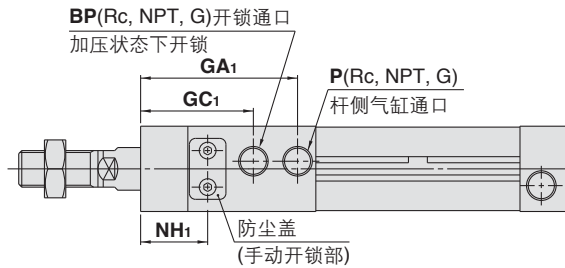 BP(Rc, NPT, G)开锁通口
加压状态下开锁
GA1
P(Rc, NPT, G)
杆侧气缸通口
GC1
NH1
防尘盖
(手动开锁部)